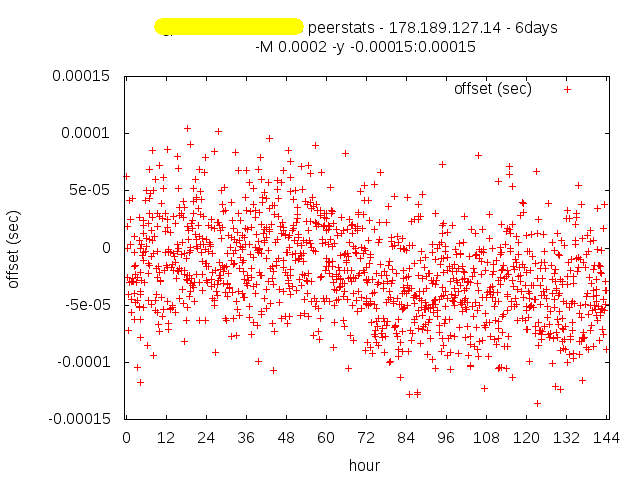 peerstats - 178.189.127.14 - 6days
-M 0.0002 -y -0.00015:0.00015
0.00015
offset (sec)
0.0001
5e-05
0
-5e-05
-0.0001
-0.00015
offset (sec)
0 12 24 36 48 60 72 84 96 108 120 132 144
hour